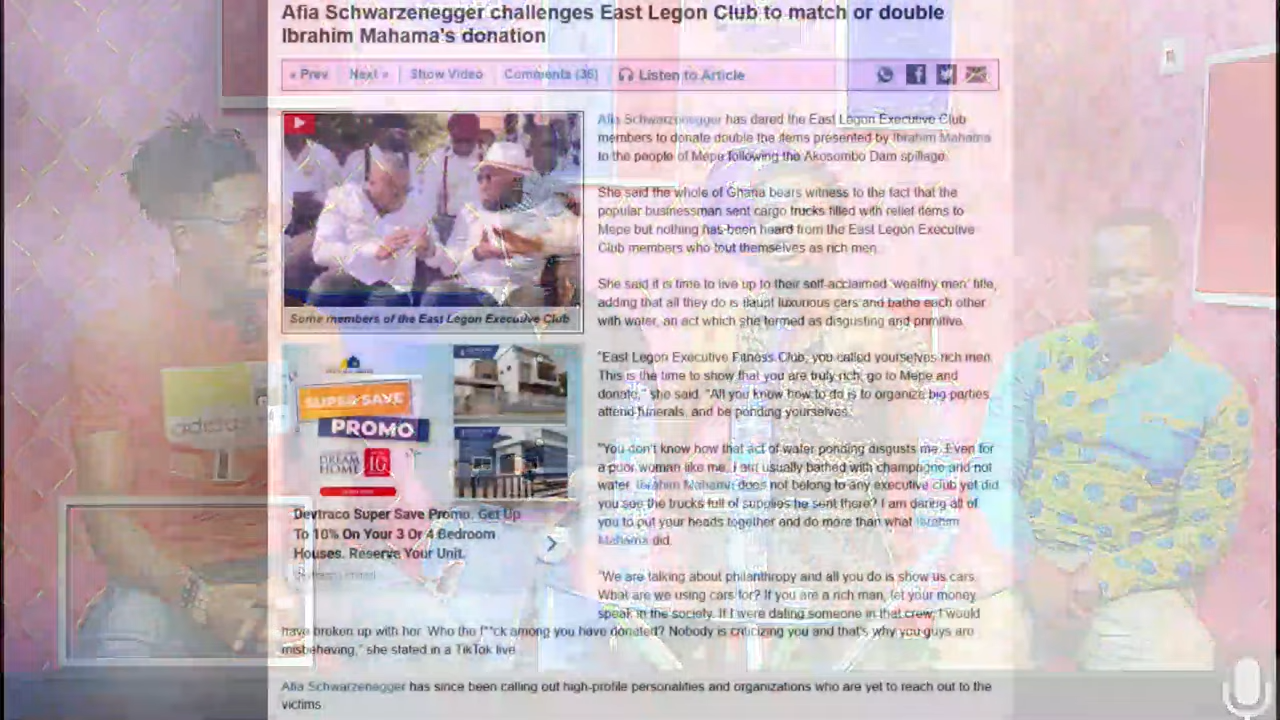 Afia Schwarzenegger challenges East Legon Club to match or double
Ibrahim Mahama's donation
« Prev Next » Show Video Comments (36) Listen to Article
Afia Schwarzenegger has dared the East Legon Executive Club
members to donate double the items presented by Ibrahim Mahama
to the people of Mepe following the Akosombo Dam spillage.
She said the whole of Ghana bears witness to the fact that the
popular businessman sent cargo trucks filled with relief items to
Mepe but nothing has been heard from the East Legon Executive
Club members who tout themselves as rich men.
She said it is time to live up to their self-acclaimed 'wealthy men' title,
adding that all they do is flaunt luxurious cars and bathe each other
with water, an act which she termed as disgusting and primitive.
"East Legon Executive Fitness Club, you called yourselves rich men.
This is the time to show that you are truly rich, go to Mepe and
donate," she said. "All you know how to do is to organize big parties,
attend funerals, and be ponding yourselves.
"You don't know how that act of water ponding disgusts me. Even for
a poor woman like me, I am usually bathed with champagne and not
water. Ibrahim Mahama does not belong to any executive club yet did
you see the trucks full of supplies he sent there? I am daring all of
you to put your heads together and do more than what Ibrahim
Mahama did.
"We are talking about philanthropy and all you do is show us cars.
What are we using cars for? If you are a rich man, let your money
speak in the society. If I were dating someone in that crew, I would
have broken up with her. Who the f**ck among you have donated? Nobody is criticizing you and that's why you guys are
misbehaving," she stated in a TikTok live.
Afia Schwarzenegger has since been calling out high-profile personalities and organizations who are yet to reach out to the
victims.
Some members of the East Legon Executive Club
SUPER SAVE
PROMO
DREAM
HOME
Devtraco Super Save Promo. Get Up
To 10% On Your 3 Or 4 Bedroom
Houses. Reserve Your Unit.
adidas